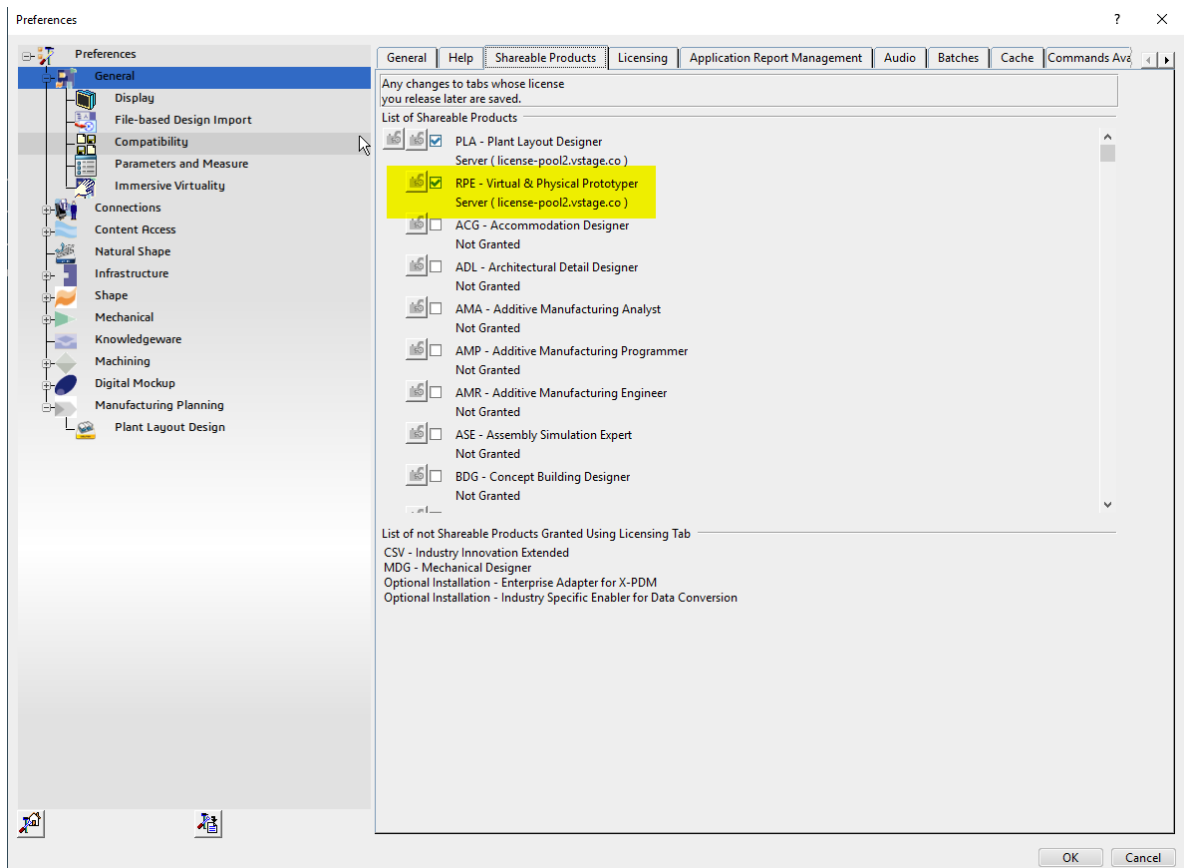 Preferences
?
Preferences
General
Display
File-based Design Import
Compatibility
Parameters and Measure
Immersive Virtuality
Connections
Content Access
Natural Shape
Infrastructure
Shape
Mechanical
Knowledgeware
Machining
Digital Mockup
Manufacturing Planning
Plant Layout Design
General Help Shareable Products Licensing Application Report Management Audio Batches Cache Commands Ava
Any changes to tabs whose license
you release later are saved.
List of Shareable Products
PLA - Plant Layout Designer
Server ( license-pool2.vstage.co )
RPE - Virtual & Physical Prototyper
Server ( license-pool2.vstage.co )
ACG - Accommodation Designer
Not Granted
ADL - Architectural Detail Designer
Not Granted
AMA - Additive Manufacturing Analyst
Not Granted
AMP - Additive Manufacturing Programmer
Not Granted
AMR - Additive Manufacturing Engineer
Not Granted
ASE - Assembly Simulation Expert
Not Granted
BDG - Concept Building Designer
Not Granted
List of not Shareable Products Granted Using Licensing Tab
CSV - Industry Innovation Extended
MDG - Mechanical Designer
Optional Installation - Enterprise Adapter for X-PDM
Optional Installation - Industry Specific Enabler for Data Conversion
OK Cancel